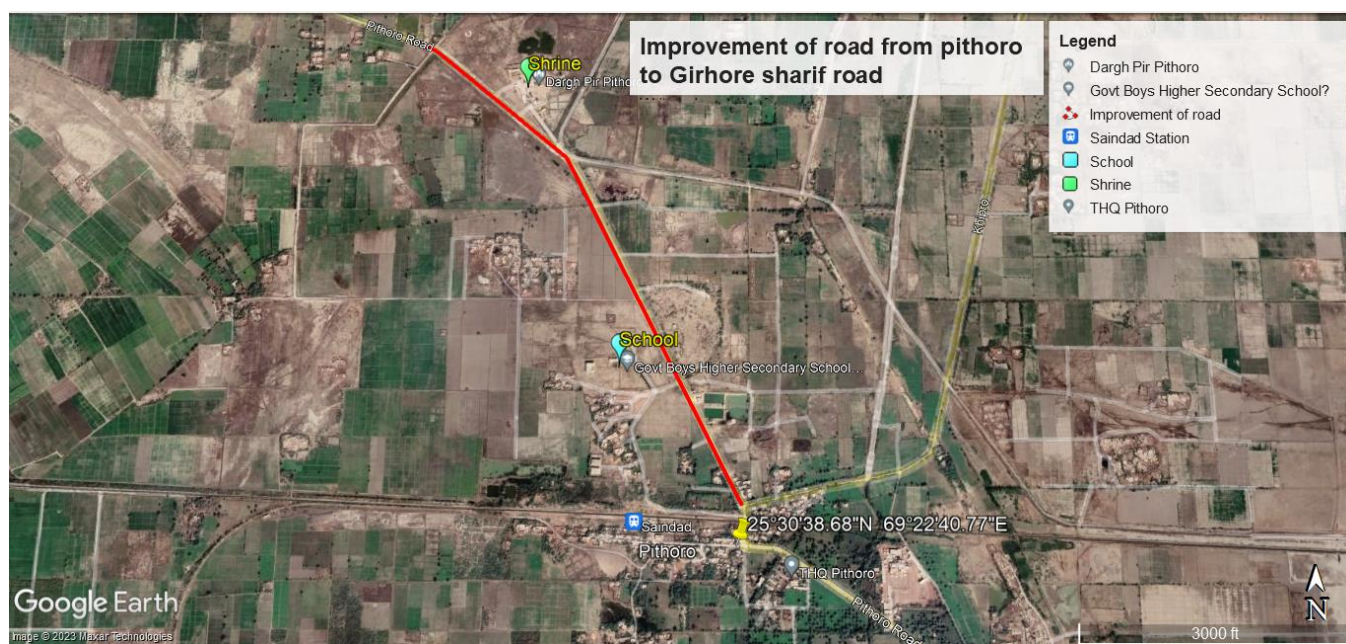 Improvement of road from pithoro
to Girhore sharif road
Legend
Dargh Pir Pithoro
Govt Boys Higher Secondary School?
Improvement of road
Saindad Station
School
Shrine
THQ Pithoro
Pithoro Road
Shrine
Dargh Pir Pitho
Khipro
School
Govt Boys Higher Secondary School ...
Saindad
25°30'38.68"N 69°22'40.77"E
Pithoro
THQ Pithoro
Pithoro Road
Google Earth
Image © 2023 Maxar Technologies
N
3000 ft